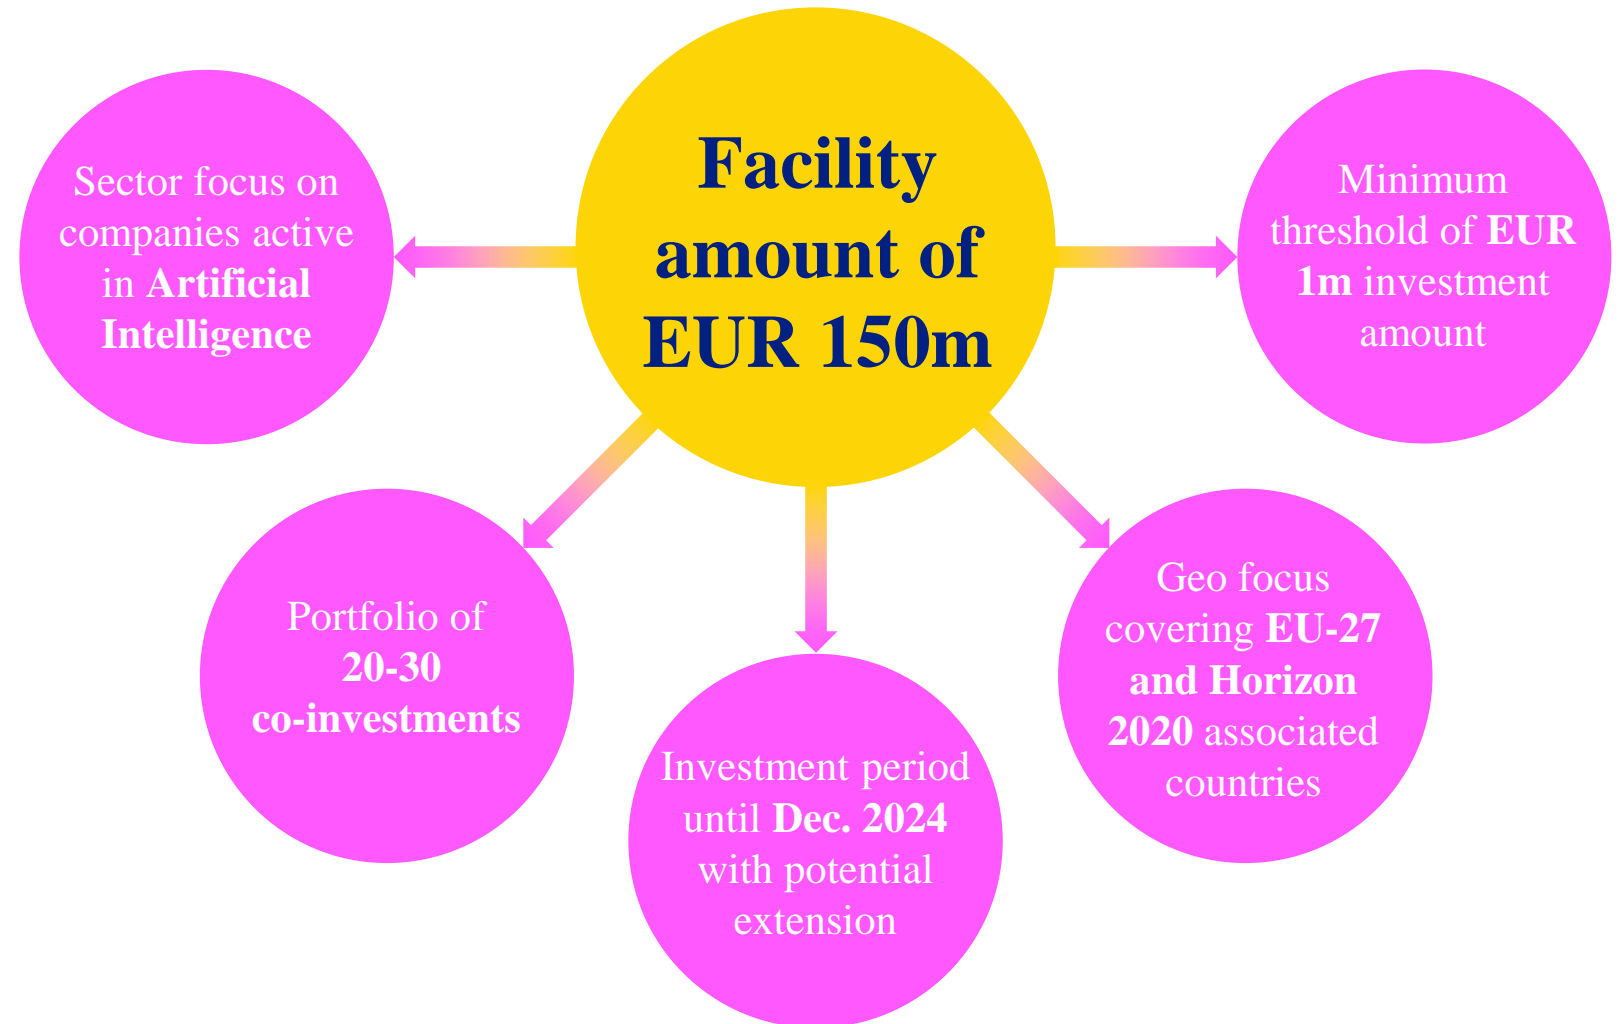 Facility
amount of
EUR 150m
Sector focus on
companies active
in Artificial
Intelligence
Portfolio of
20-30
co-investments
Investment period
until Dec. 2024
with potential
extension
Geo focus
covering EU-27
and Horizon
2020 associated
countries
Minimum
threshold of EUR
1m investment
amount